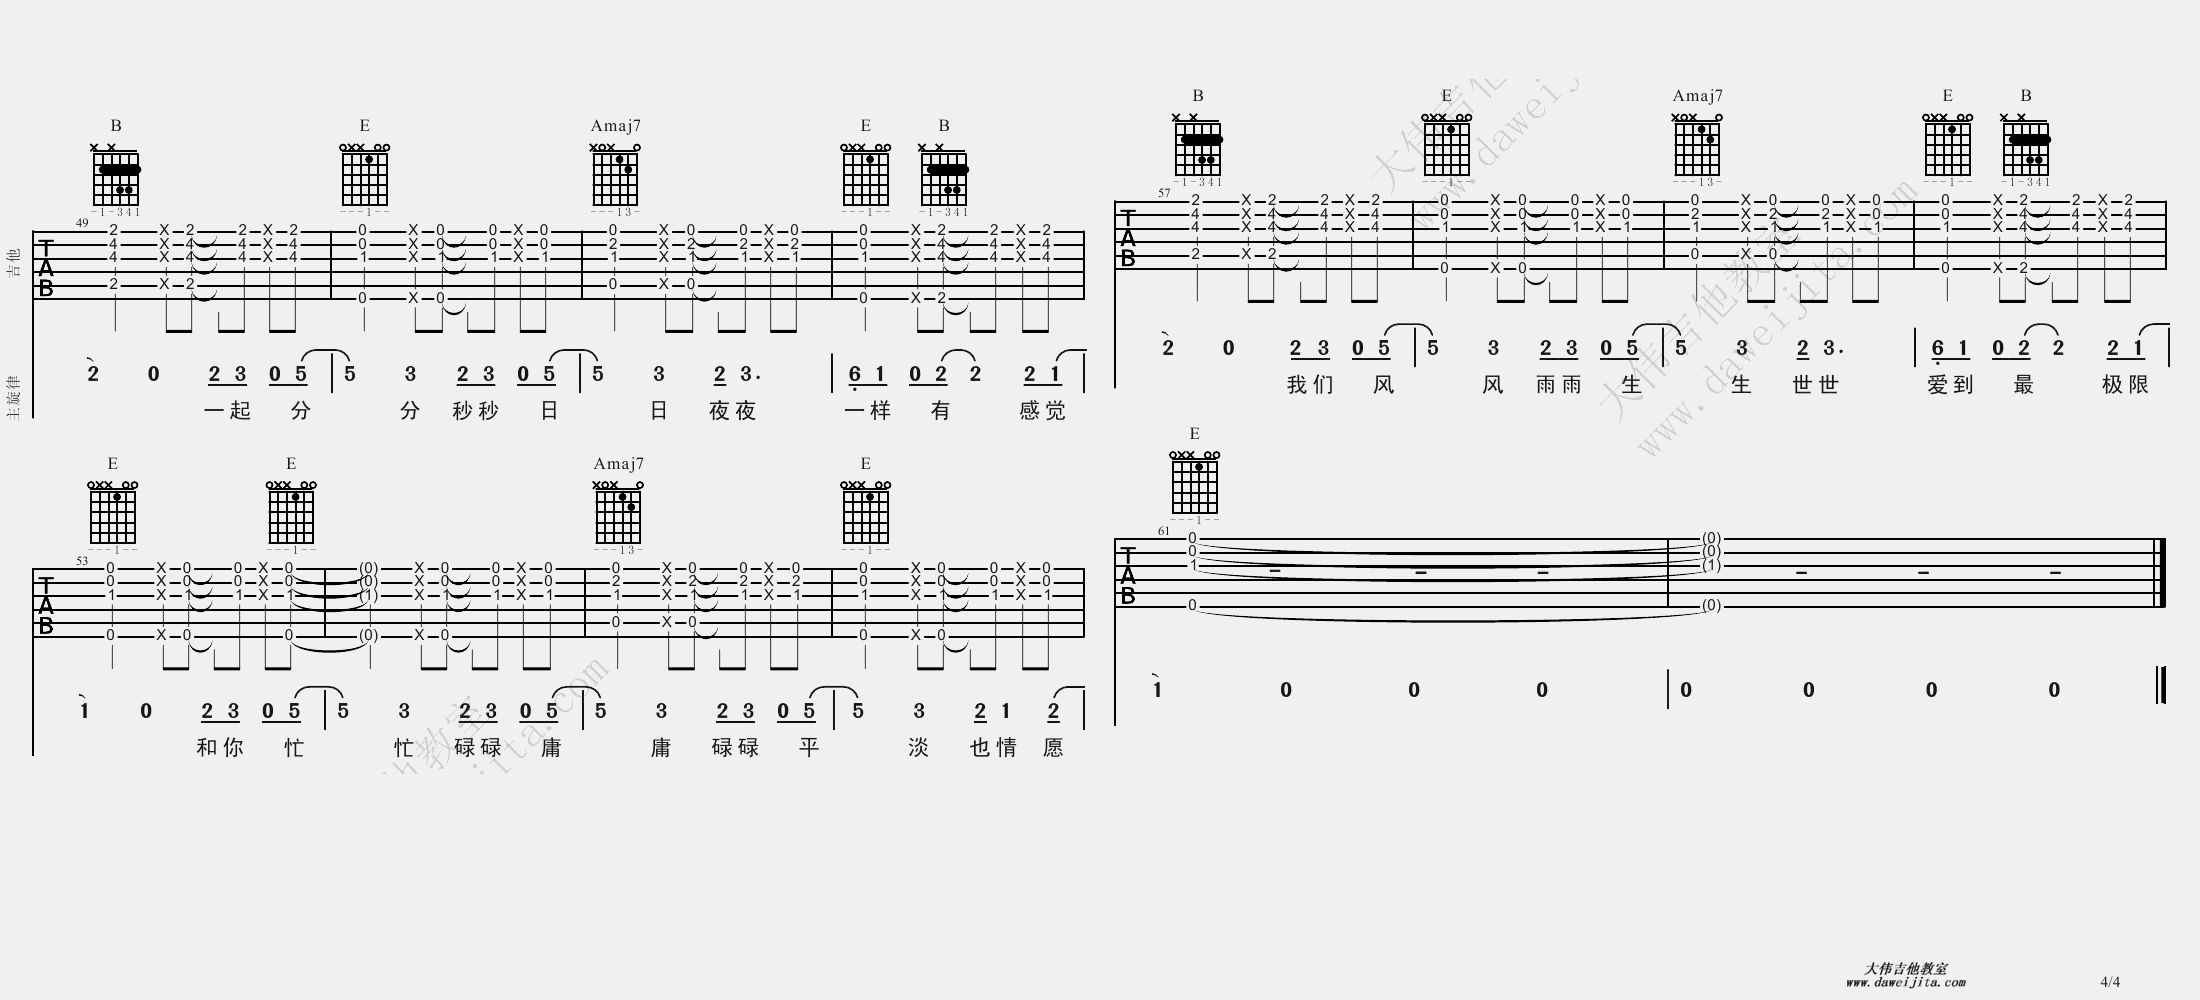 B E Amaj7 E B
49
吉他
2 0 2 3 0 5 5 3 2 3 0 5 5 3 2 3. 6 1 0 2 2 2 1
主旋律
一起 分 分 秒秒 日 日 夜夜 一样 有 感觉
E E Amaj7 E
53
1 0 2 3 0 5 5 3 2 3 0 5 5 3 2 3 0 5 5 3 2 1 2
和你 忙 忙 碌碌 庸 庸 碌碌 平 淡 也情 愿
B E Amaj7 E B
57
2 0 2 3 0 5 5 3 2 3 0 5 5 3 2 3. 6 1 0 2 2 2 1
我们 风 风 雨雨 生 生 世世 爱到 最 极限
E
61
1 0 0 0 0 0 0 0
大伟吉他教室
www.daweijita.com
4/4